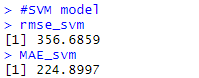 > #SVM model
> rmse_svm
[1] 356.6859
> MAE_svm
[1] 224.8997